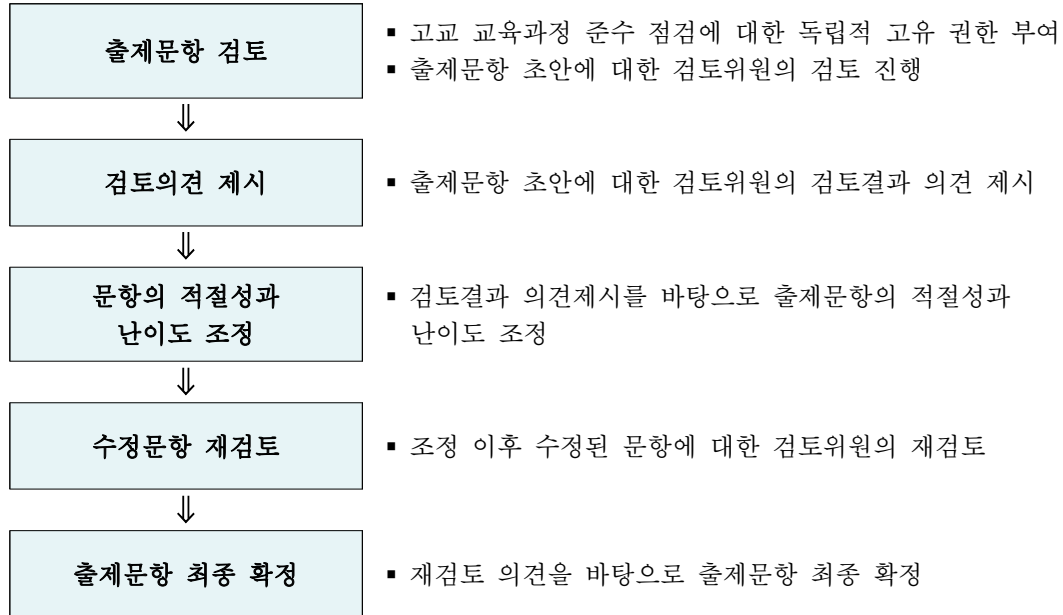 출제문항 검토
▪ 고교 교육과정 준수 점검에 대한 독립적 고유 권한 부여
▪ 출제문항 초안에 대한 검토위원의 검토 진행
⇓
검토의견 제시
▪ 출제문항 초안에 대한 검토위원의 검토결과 의견 제시
⇓
문항의 적절성과
난이도 조정
▪ 검토결과 의견제시를 바탕으로 출제문항의 적절성과
난이도 조정
⇓
수정문항 재검토
▪ 조정 이후 수정된 문항에 대한 검토위원의 재검토
⇓
출제문항 최종 확정
▪ 재검토 의견을 바탕으로 출제문항 최종 확정